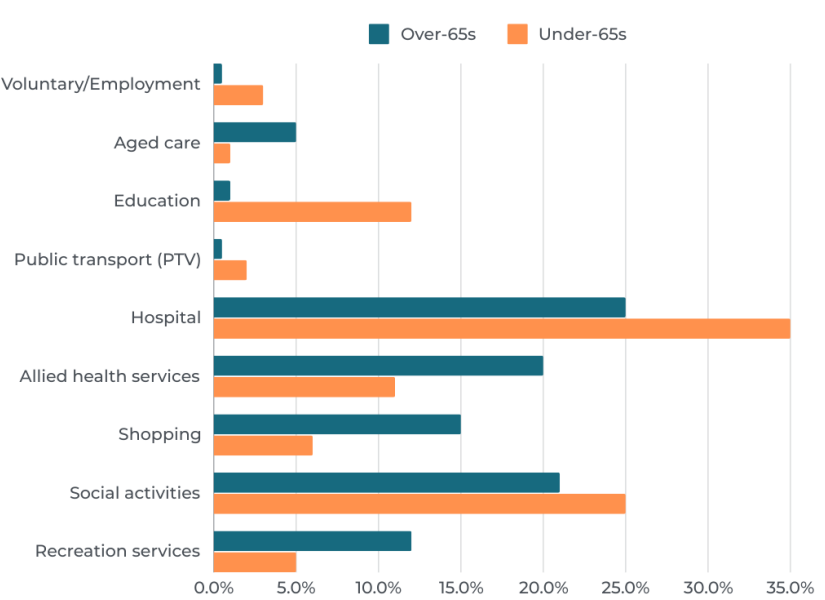 Over-65s Under-65s
Voluntary/Employment
Aged care
Education
Public transport (PTV)
Hospital
Allied health services
Shopping
Social activities
Recreation services
0.0% 5.0% 10.0% 15.0% 20.0% 25.0% 30.0% 35.0%